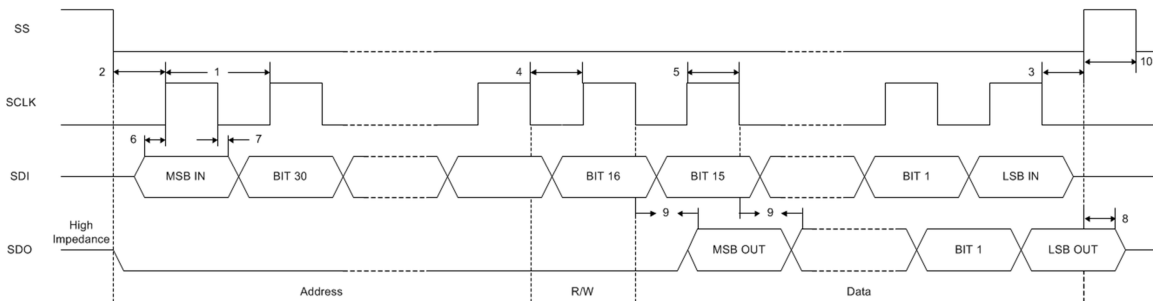 SS
2
1
4
5
3
10
SCLK
6
7
SDI
MSB IN
BIT 30
BIT 16
BIT 15
BIT 1
LSB IN
High
Impedance
9
9
8
SDO
MSB OUT
BIT 1
LSB OUT
Address
R/W
Data